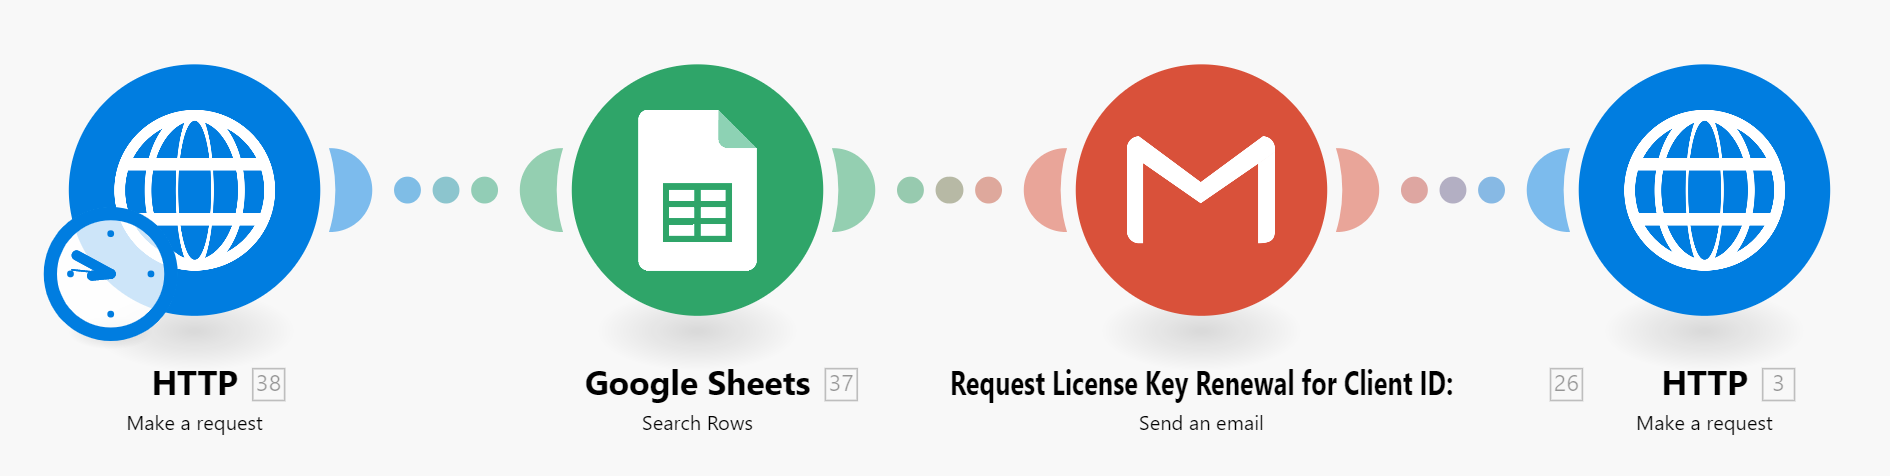 HTTP 38
Make a request
Google Sheets 37
Search Rows
Request License Key Renewal for Client ID: 26
Send an email
HTTP 3
Make a request